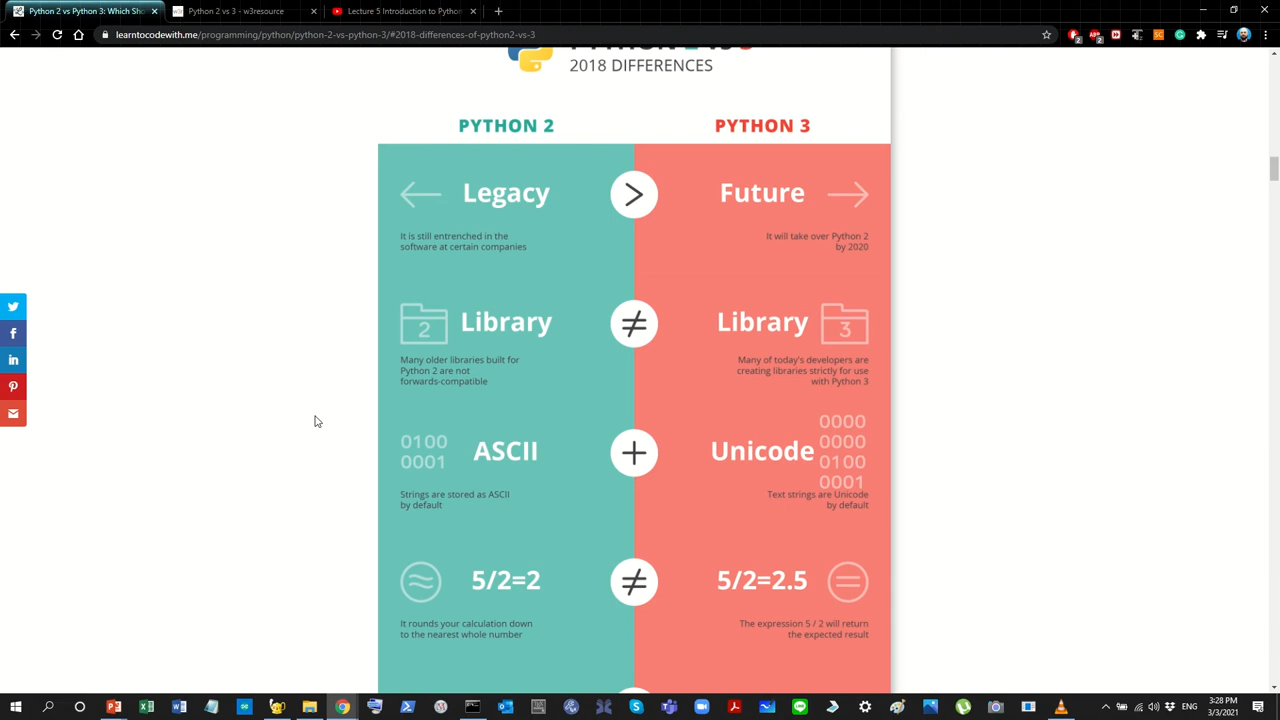 Python 2 vs Python 3: Which Sho
Python 2 vs 3 - w3resource
Lecture 5 Introduction to Python
learntocodewith.me/programming/python/python-2-vs-python-3/#2018-differences-of-python2-vs-3
PYTHON 2 VS 3
2018 DIFFERENCES
PYTHON 2
PYTHON 3
Legacy
>
Future
It is still entrenched in the
software at certain companies
It will take over Python 2
by 2020
2
Library
≠
Library
3
Many older libraries built for
Python 2 are not
forwards-compatible
Many of today's developers are
creating libraries strictly for use
with Python 3
0100
0001
ASCII
+
Unicode
0000
0000
0100
0001
Strings are stored as ASCII
by default
Text strings are Unicode
by default
5/2=2
≠
5/2=2.5
It rounds your calculation down
to the nearest whole number
The expression 5 / 2 will return
the expected result
ENG
3:28 PM
3/3/2021